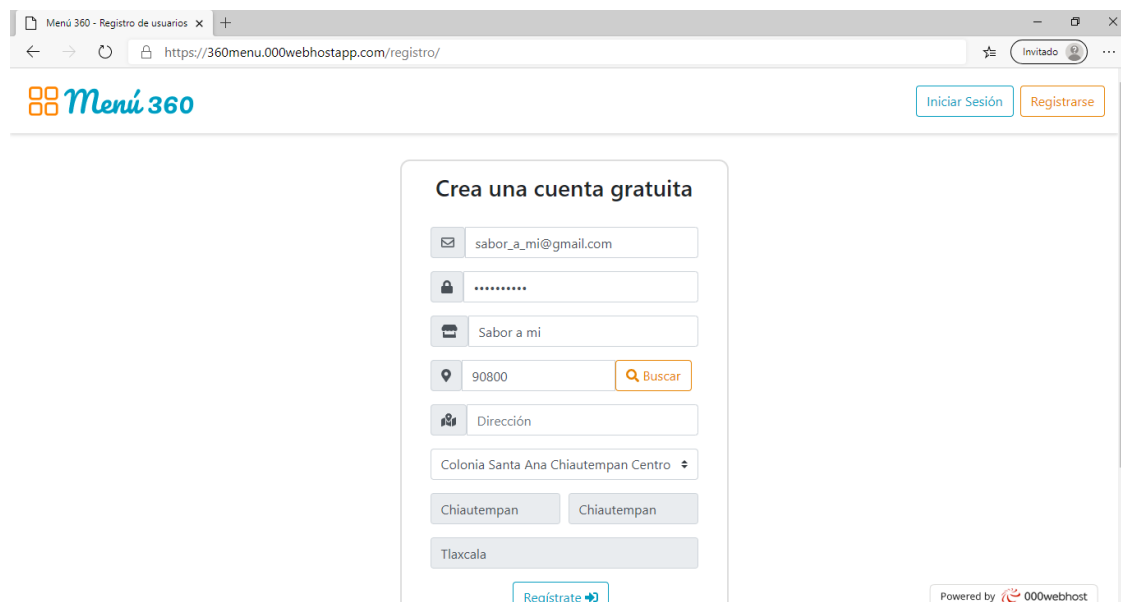 Menú 360 - Registro de usuarios
https://360menu.000webhostapp.com/registro/
Invitado
Menú 360
Iniciar Sesión
Registrarse
Crea una cuenta gratuita
sabor_a_mi@gmail.com
••••••••••
Sabor a mi
90800
Buscar
Dirección
Colonia Santa Ana Chiautempan Centro
Chiautempan
Chiautempan
Tlaxcala
Regístrate
Powered by 000webhost